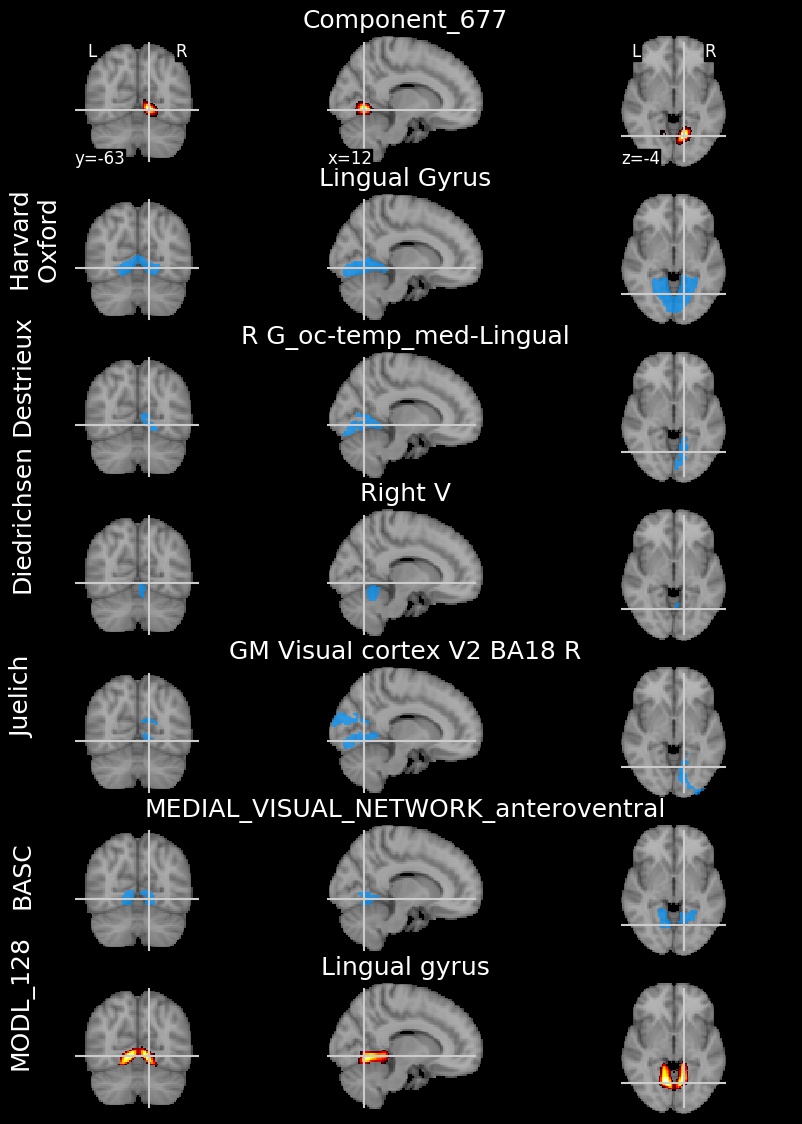 Component_677
L R
L R
y=-63
x=12
z=-4
Harvard
Oxford
Lingual Gyrus
Destrieux
R G_oc-temp_med-Lingual
Diedrichsen
Right V
Juelich
GM Visual cortex V2 BA18 R
BASC
MEDIAL_VISUAL_NETWORK_anteroventral
MODL_128
Lingual gyrus